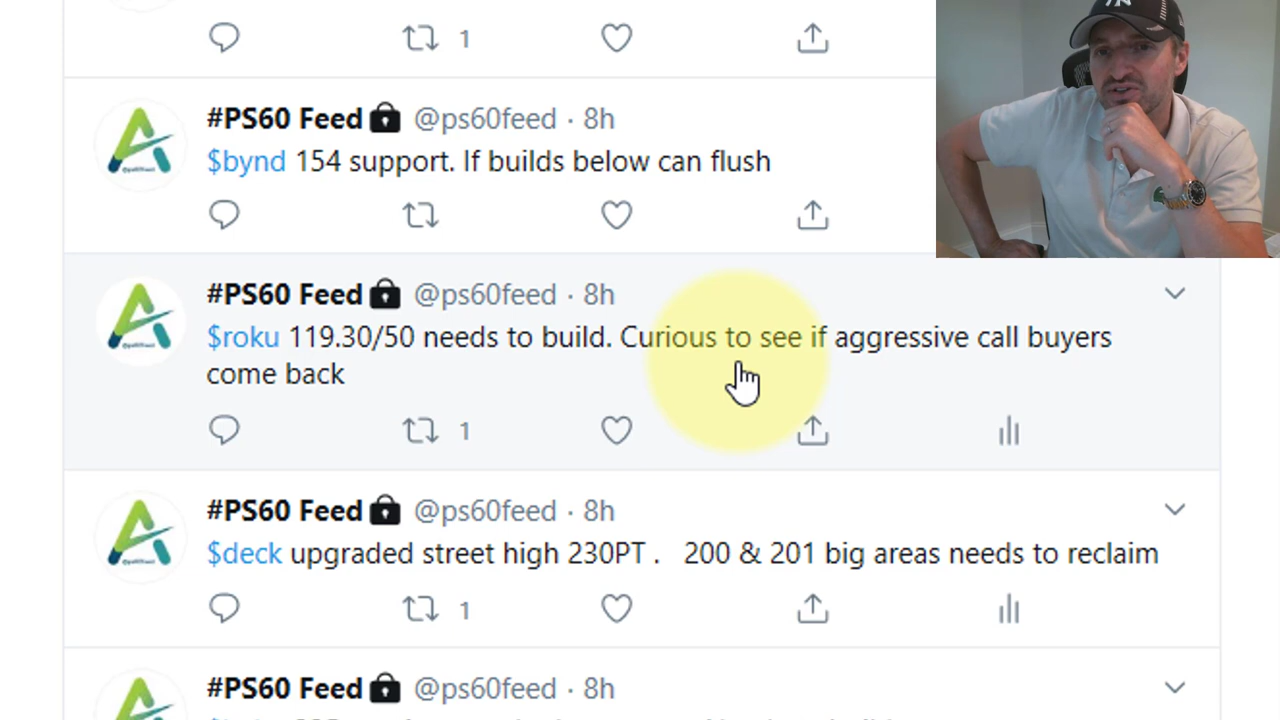 1
#PS60 Feed @ps60feed · 8h
$bynd 154 support. If builds below can flush
#PS60 Feed @ps60feed · 8h
$roku 119.30/50 needs to build. Curious to see if aggressive call buyers
come back
1
#PS60 Feed @ps60feed · 8h
$deck upgraded street high 230PT . 200 & 201 big areas needs to reclaim
1
#PS60 Feed @ps60feed · 8h